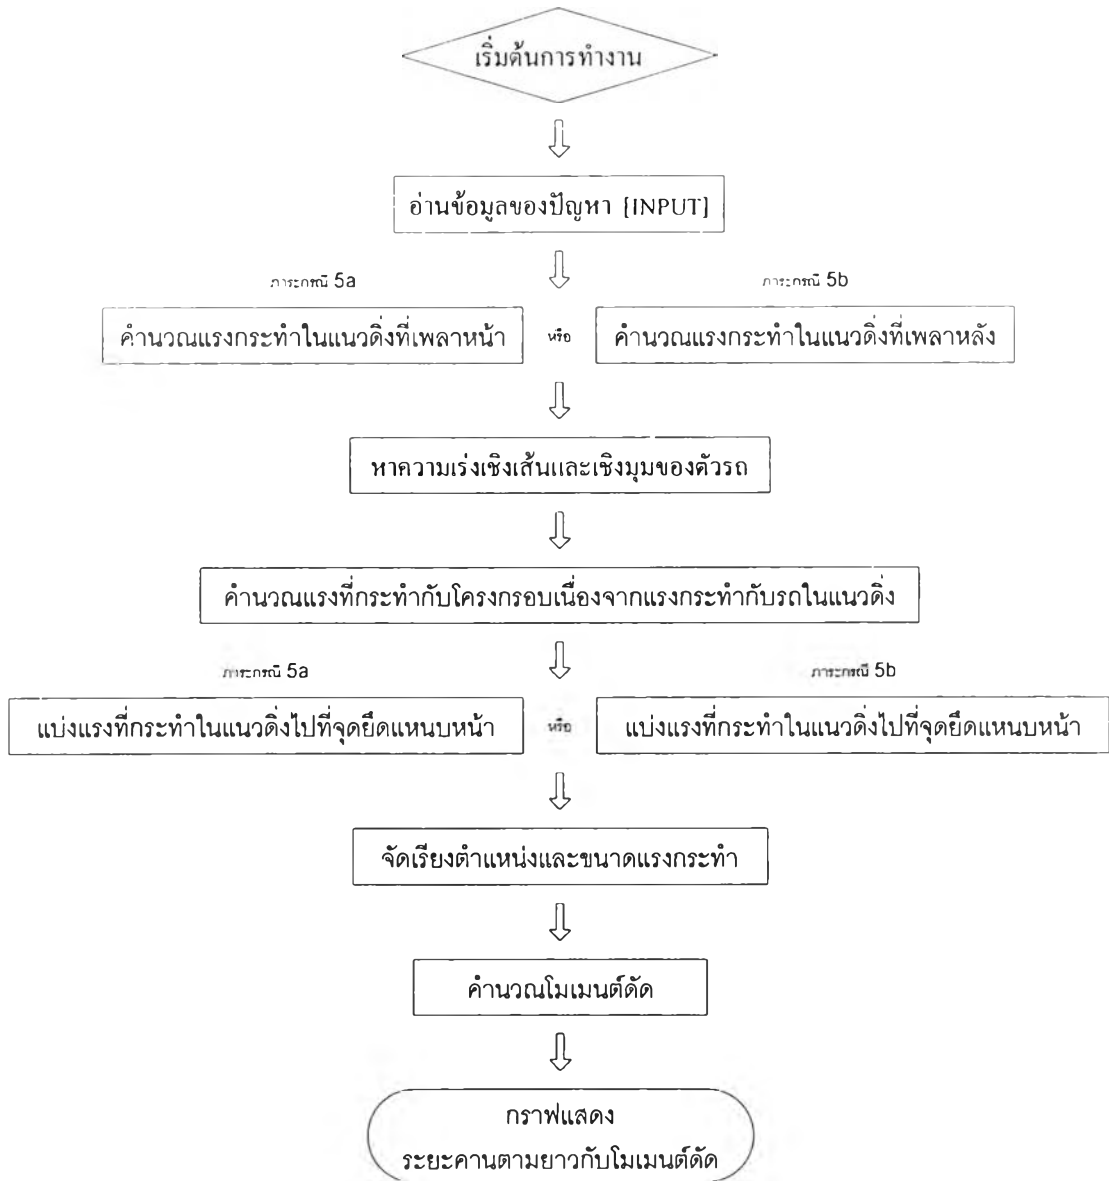 เริ่มต้นการทำงาน
อ่านข้อมูลของปัญหา [INPUT]
ภาระกรณี 5a
ภาระกรณี 5b
คำนวณแรงกระทำในแนวดิ่งที่เพลาหน้า
หรือ
คำนวณแรงกระทำในแนวดิ่งที่เพลาหลัง
หาความเร่งเชิงเส้นและเชิงมุมของตัวรถ
คำนวณแรงที่กระทำกับโครงกรอบเนื่องจากแรงกระทำกับรถในแนวดิ่ง
ภาระกรณี 5a
ภาระกรณี 5b
แบ่งแรงที่กระทำในแนวดิ่งไปที่จุดยึดแหนบหน้า
หรือ
แบ่งแรงที่กระทำในแนวดิ่งไปที่จุดยึดแหนบหน้า
จัดเรียงตำแหน่งและขนาดแรงกระทำ
คำนวณโมเมนต์ดัด
กราฟแสดง
ระยะคานตามยาวกับโมเมนต์ดัด